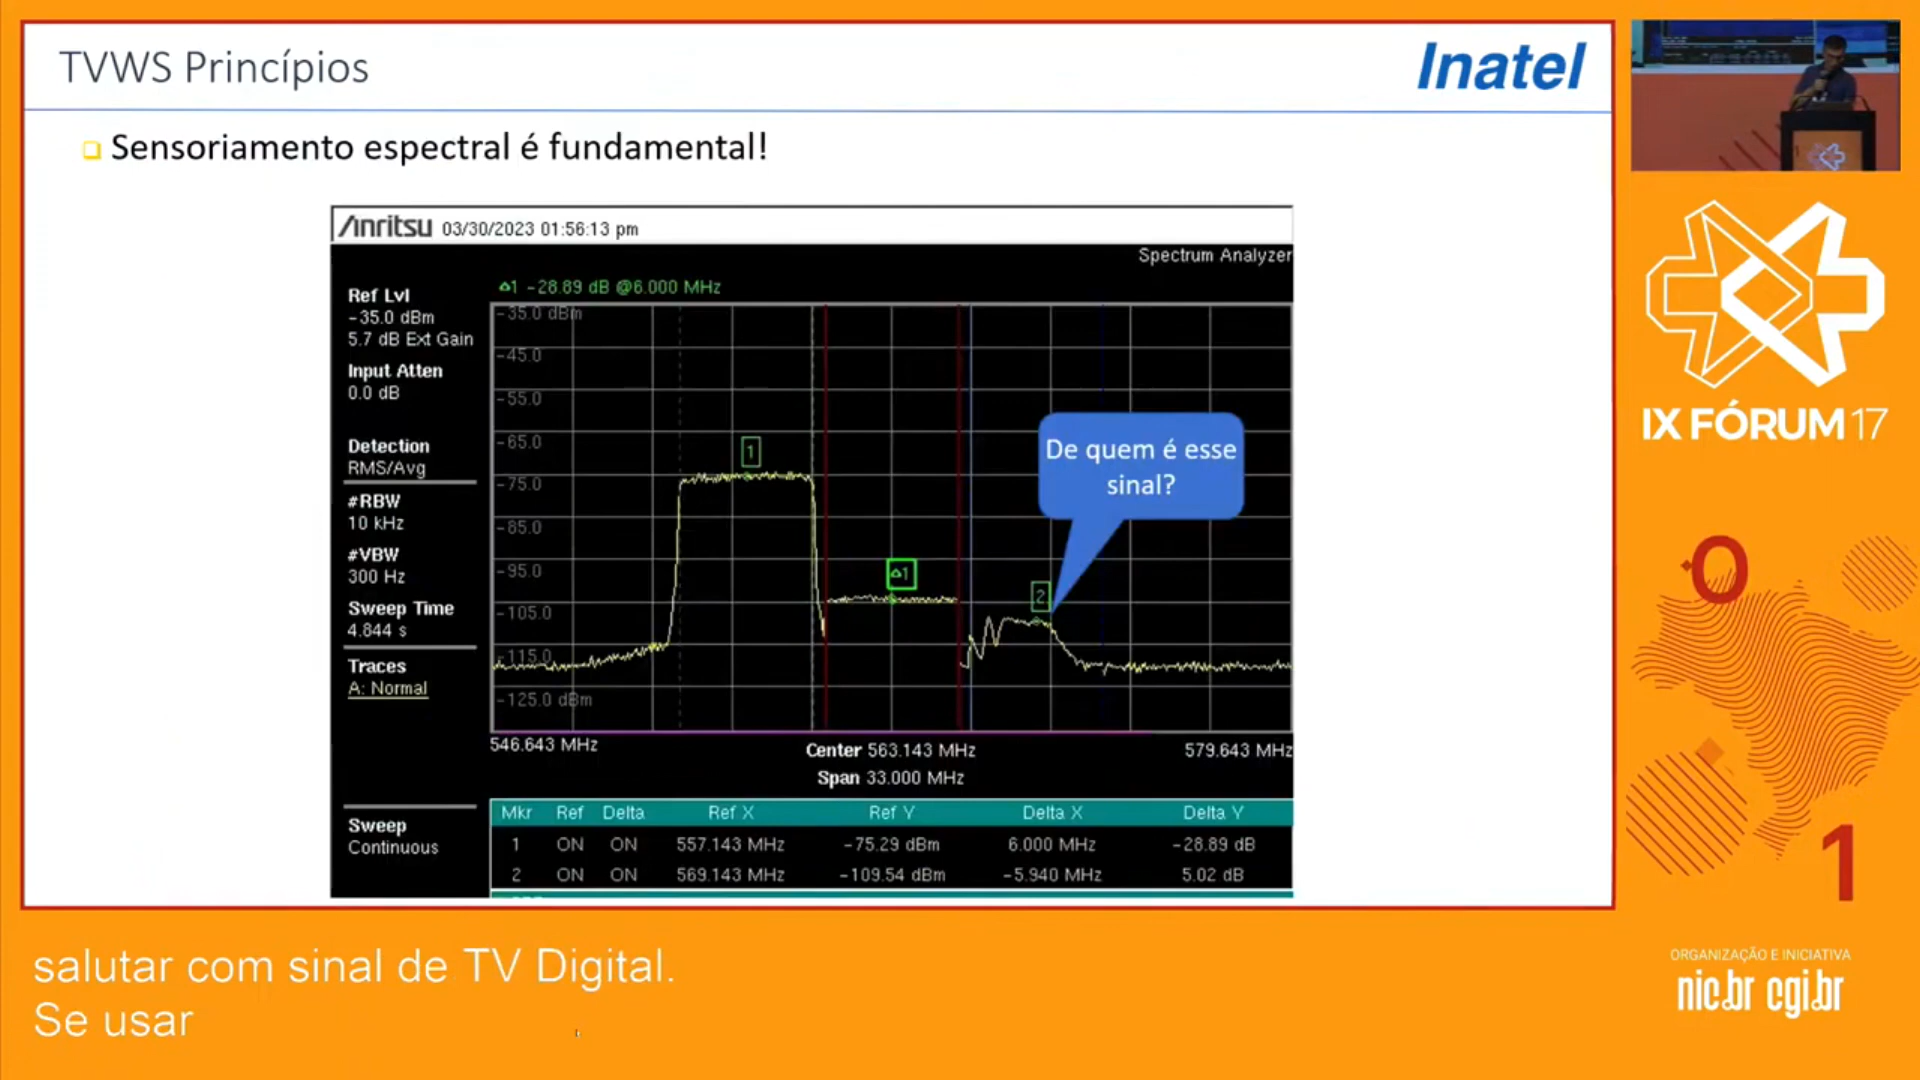 TVWS Princípios
Inatel
Sensoriamento espectral é fundamental!
Anritsu 03/30/2023 01:56:13 pm
Spectrum Analyzer
Δ1 -28.89 dB @6.000 MHz
Ref Lvl
-35.0 dBm
5.7 dB Ext Gain
Input Atten
0.0 dB
Detection
RMS/Avg
#RBW
10 kHz
#VBW
300 Hz
Sweep Time
4.844 s
Traces
A: Normal
Sweep
Continuous
-35.0 dBm
-45.0
-55.0
-65.0
-75.0
-85.0
-95.0
-105.0
-115.0
-125.0 dBm
1
Δ1
2
De quem é esse
sinal?
546.643 MHz
Center 563.143 MHz
579.643 MHz
Span 33.000 MHz
Mkr Ref Delta Ref X Ref Y Delta X Delta Y
1 ON ON 557.143 MHz -75.29 dBm 6.000 MHz -28.89 dB
2 ON ON 569.143 MHz -109.54 dBm -5.940 MHz 5.02 dB
IX FÓRUM 17
0
1
ORGANIZAÇÃO E INICIATIVA
nic.br cgi.br
salutar com sinal de TV Digital.
Se usar